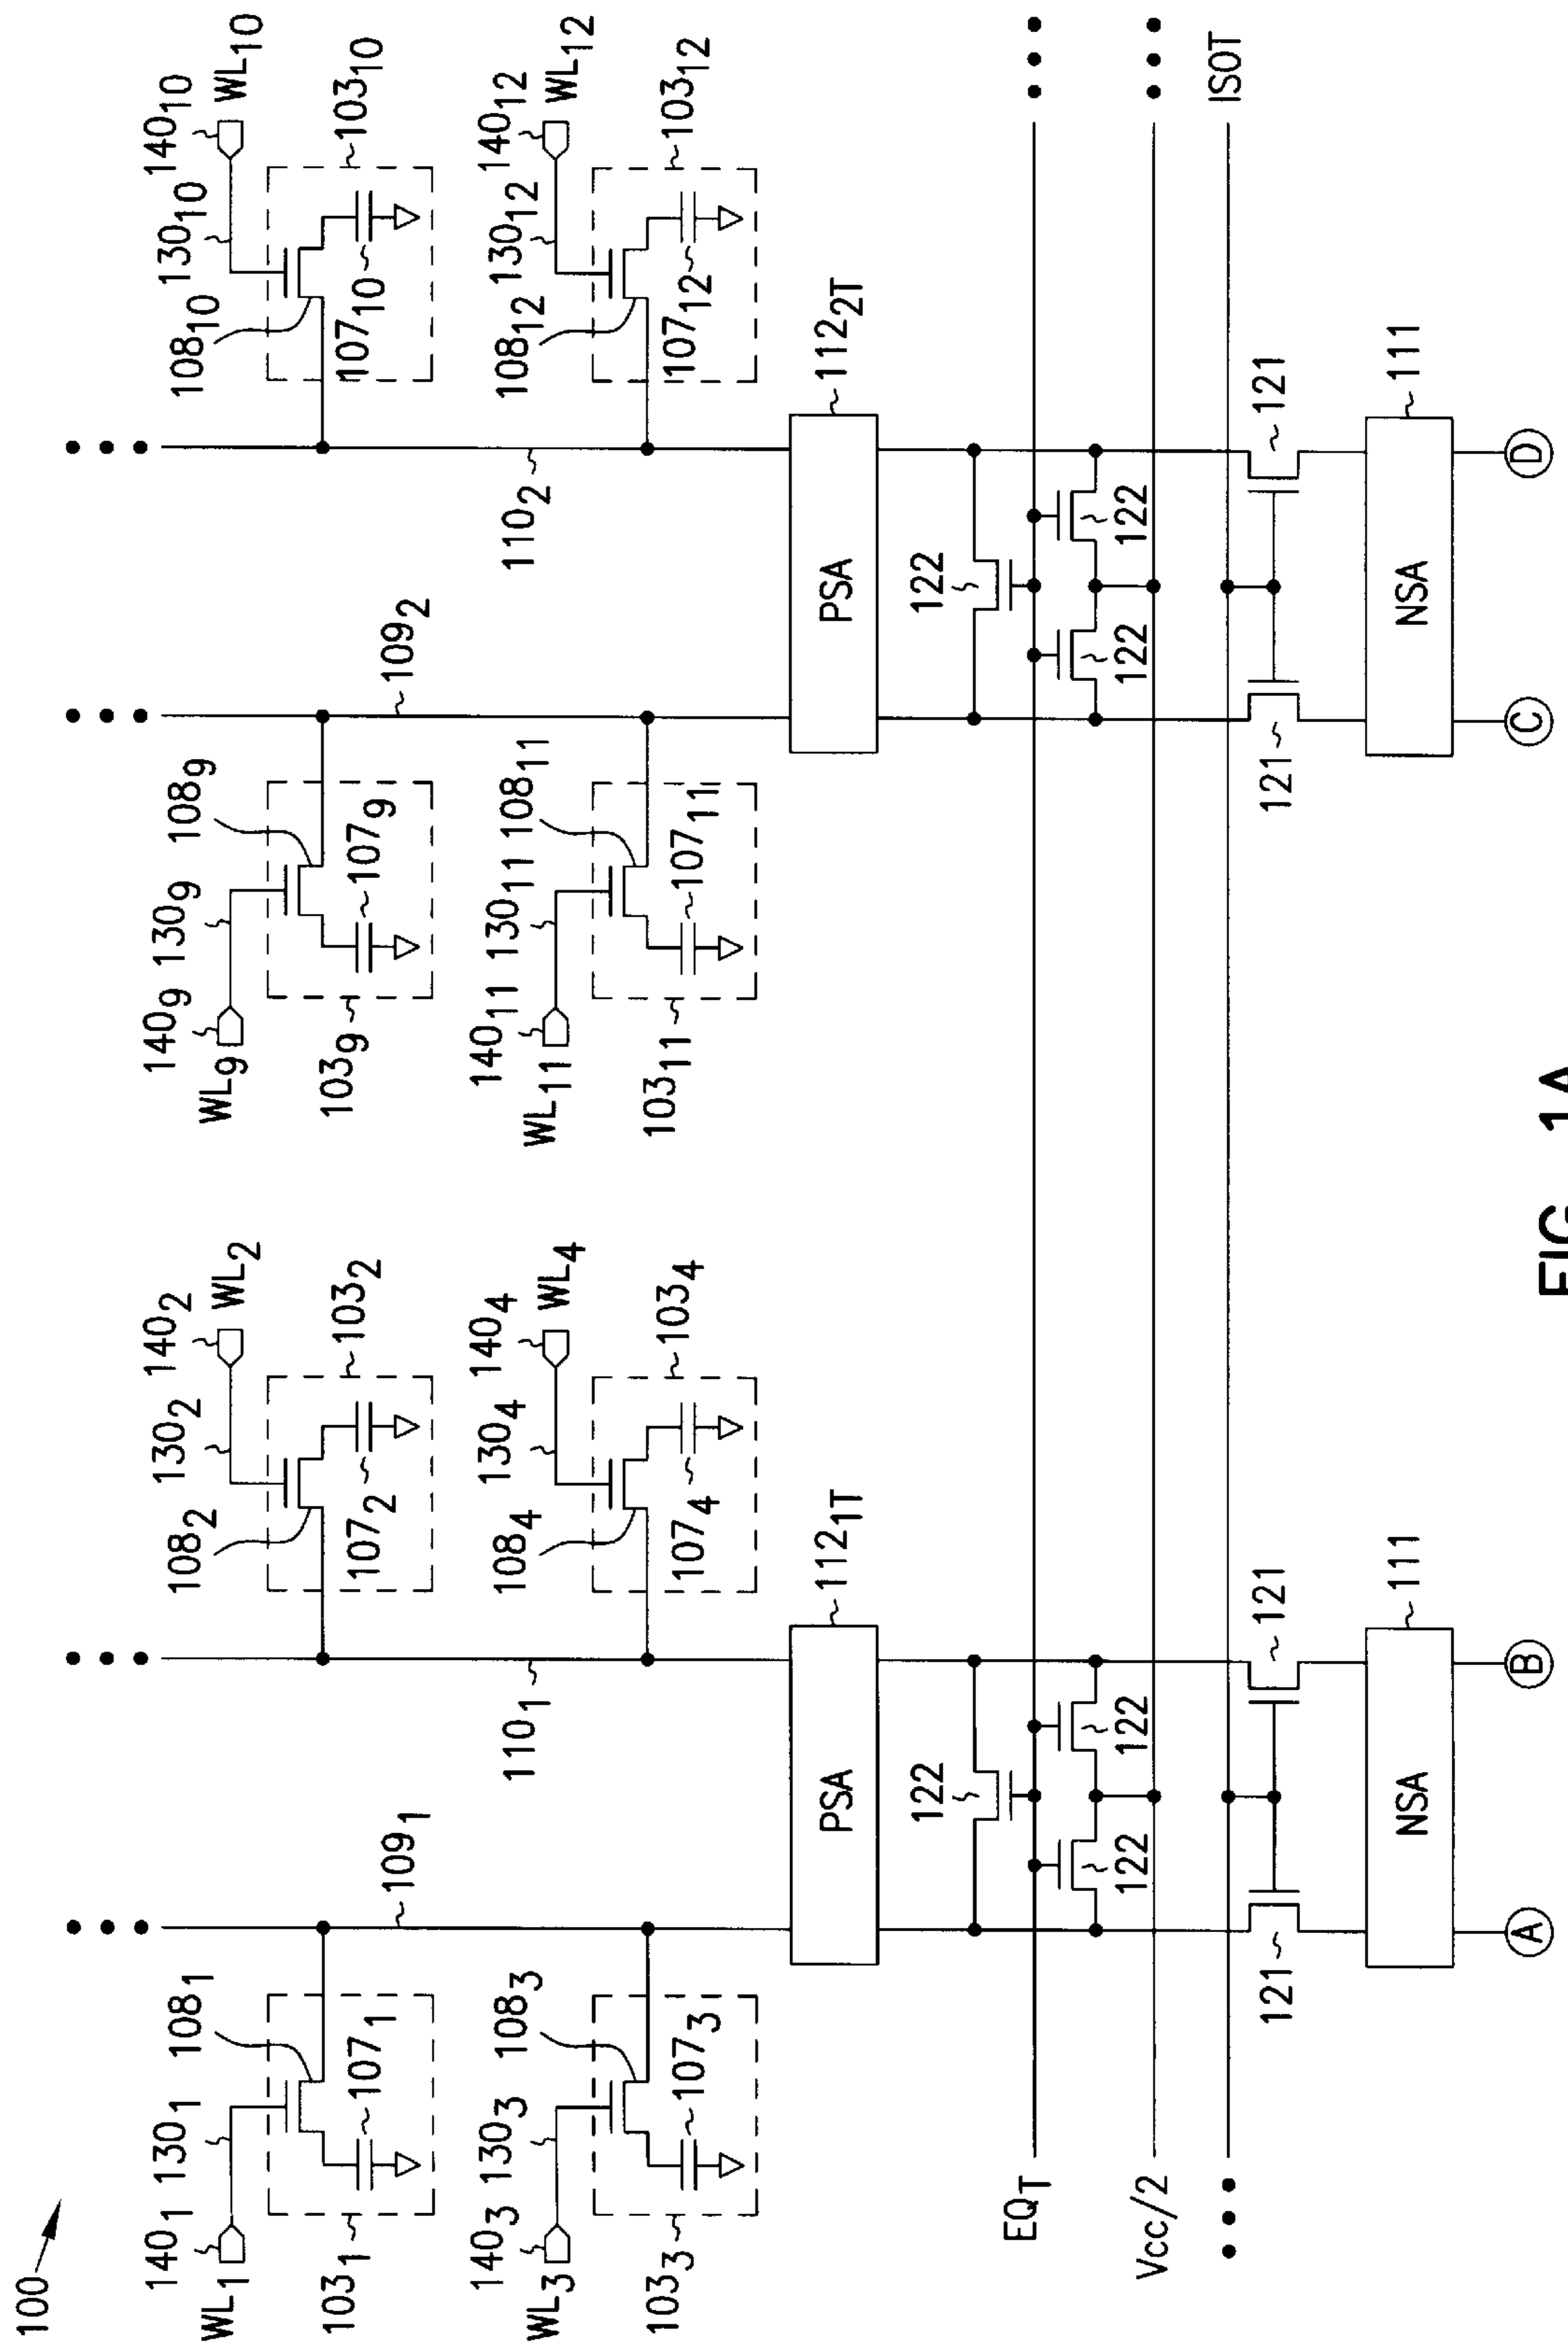 100
140₁ 130₁ 108₁
WL₁
103₁ 107₁
140₂
130₂ WL₂
108₂ 103₂
107₂
140₉ 130₉ 108₉
WL₉
103₉ 107₉
140₁₀
130₁₀ WL₁₀
108₁₀ 103₁₀
107₁₀
109₁
109₂
140₃ 130₃ 108₃
WL₃
103₃ 107₃
140₄
130₄ WL₄
108₄ 103₄
107₄
140₁₁ 130₁₁ 108₁₁
WL₁₁
103₁₁ 107₁₁
140₁₂
130₁₂ WL₁₂
108₁₂ 103₁₂
107₁₂
110₁
110₂
PSA 112₁T
PSA 112₂T
122
122
EQT
122 122
122 122
Vcc/2
ISOT
121 121
121 121
NSA 111
NSA 111
A B C D
FIG. 1A